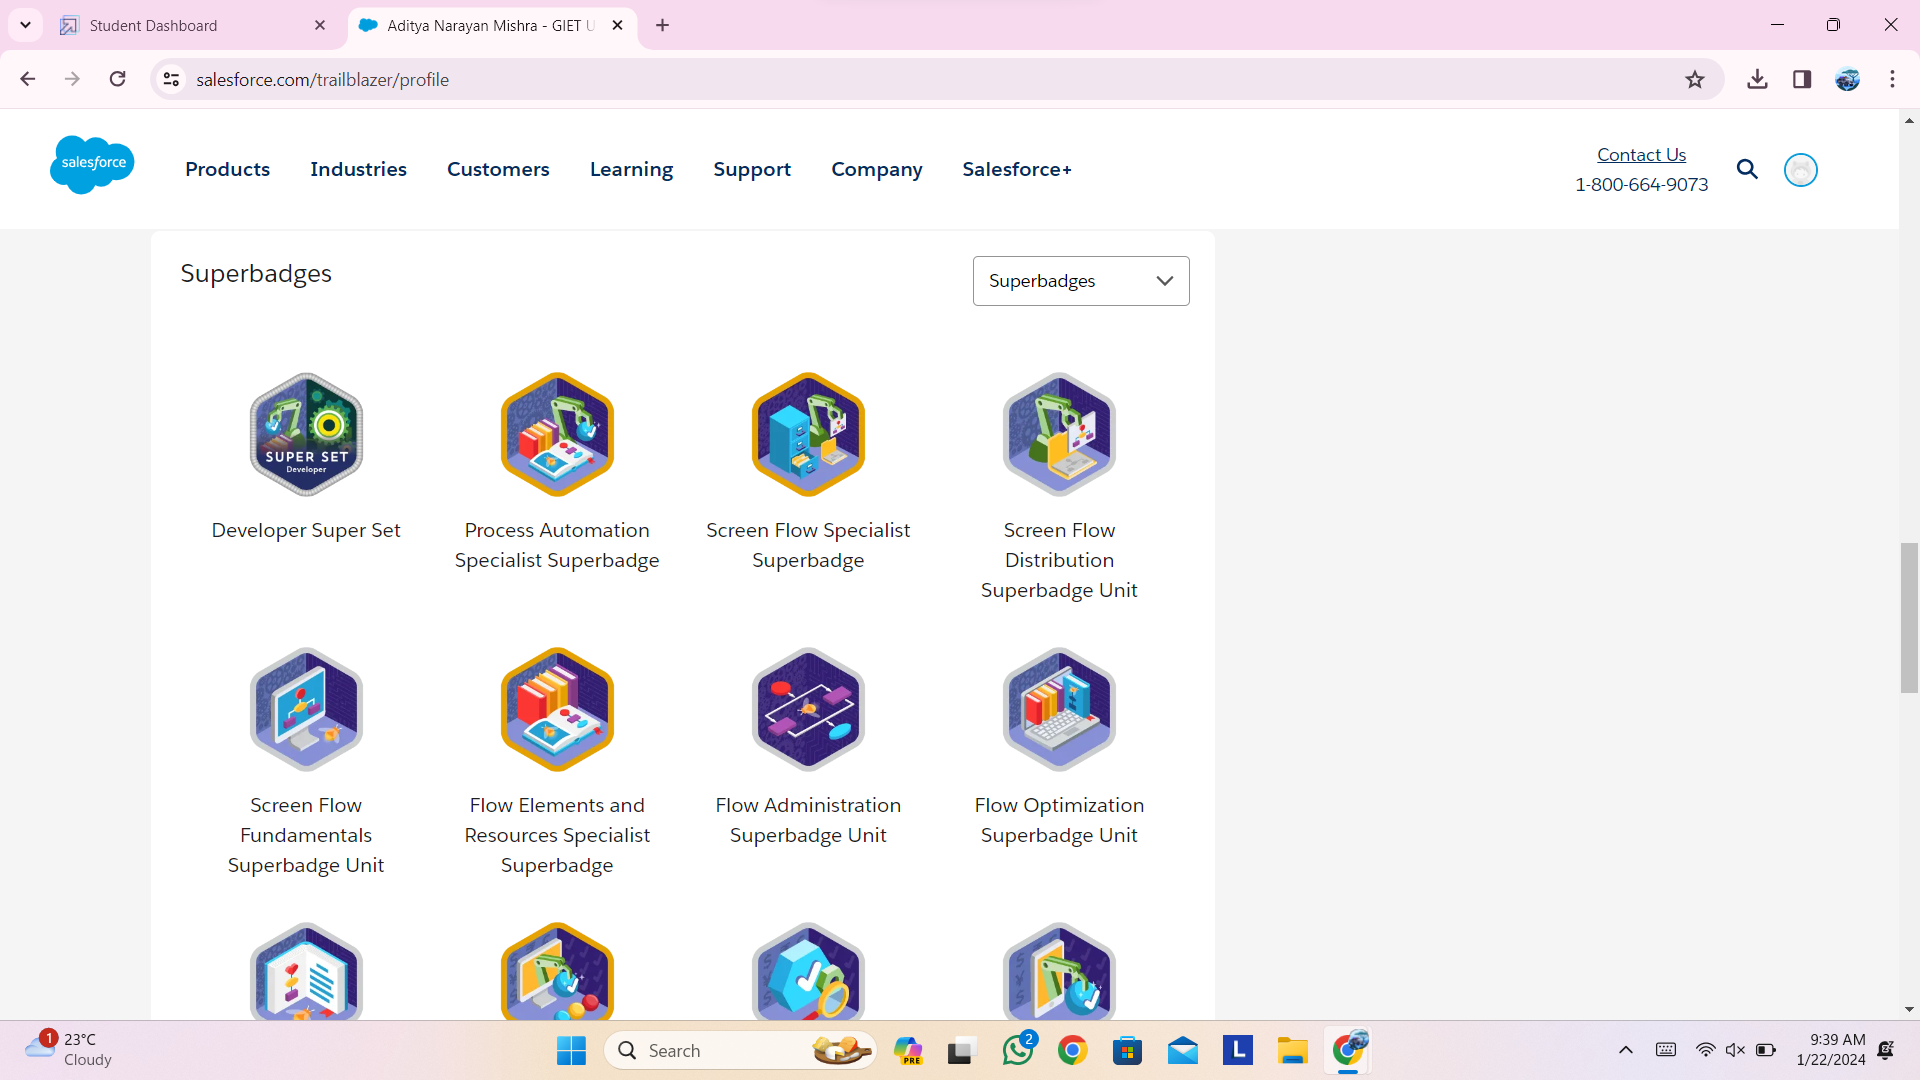 Student Dashboard
Aditya Narayan Mishra - GIET U
salesforce.com/trailblazer/profile
salesforce
Products
Industries
Customers
Learning
Support
Company
Salesforce+
Contact Us
1-800-664-9073
Superbadges
Superbadges
SUPER SET
Developer
Developer Super Set
Process Automation
Specialist Superbadge
Screen Flow Specialist
Superbadge
Screen Flow
Distribution
Superbadge Unit
Screen Flow
Fundamentals
Superbadge Unit
Flow Elements and
Resources Specialist
Superbadge
Flow Administration
Superbadge Unit
Flow Optimization
Superbadge Unit
1
23°C
Cloudy
Search
PRE
2
L
9:39 AM
1/22/2024